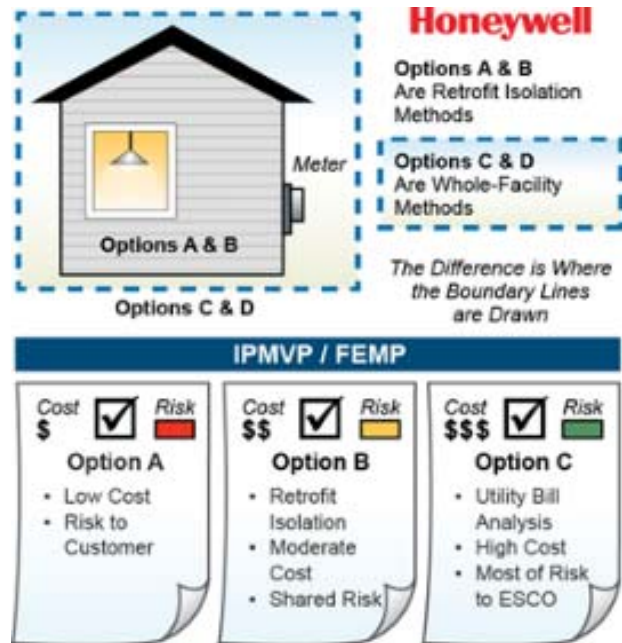 Honeywell
Options A & B
Are Retrofit Isolation
Methods
Options C & D
Are Whole-Facility
Methods
The Difference is Where
the Boundary Lines
are Drawn
Meter
Options A & B
Options C & D
IPMVP / FEMP
Cost Risk
$
Option A
• Low Cost
• Risk to
Customer
Cost Risk
$$
Option B
• Retrofit
Isolation
• Moderate
Cost
• Shared Risk
Cost Risk
$$$
Option C
• Utility Bill
Analysis
• High Cost
• Most of Risk
to ESCO